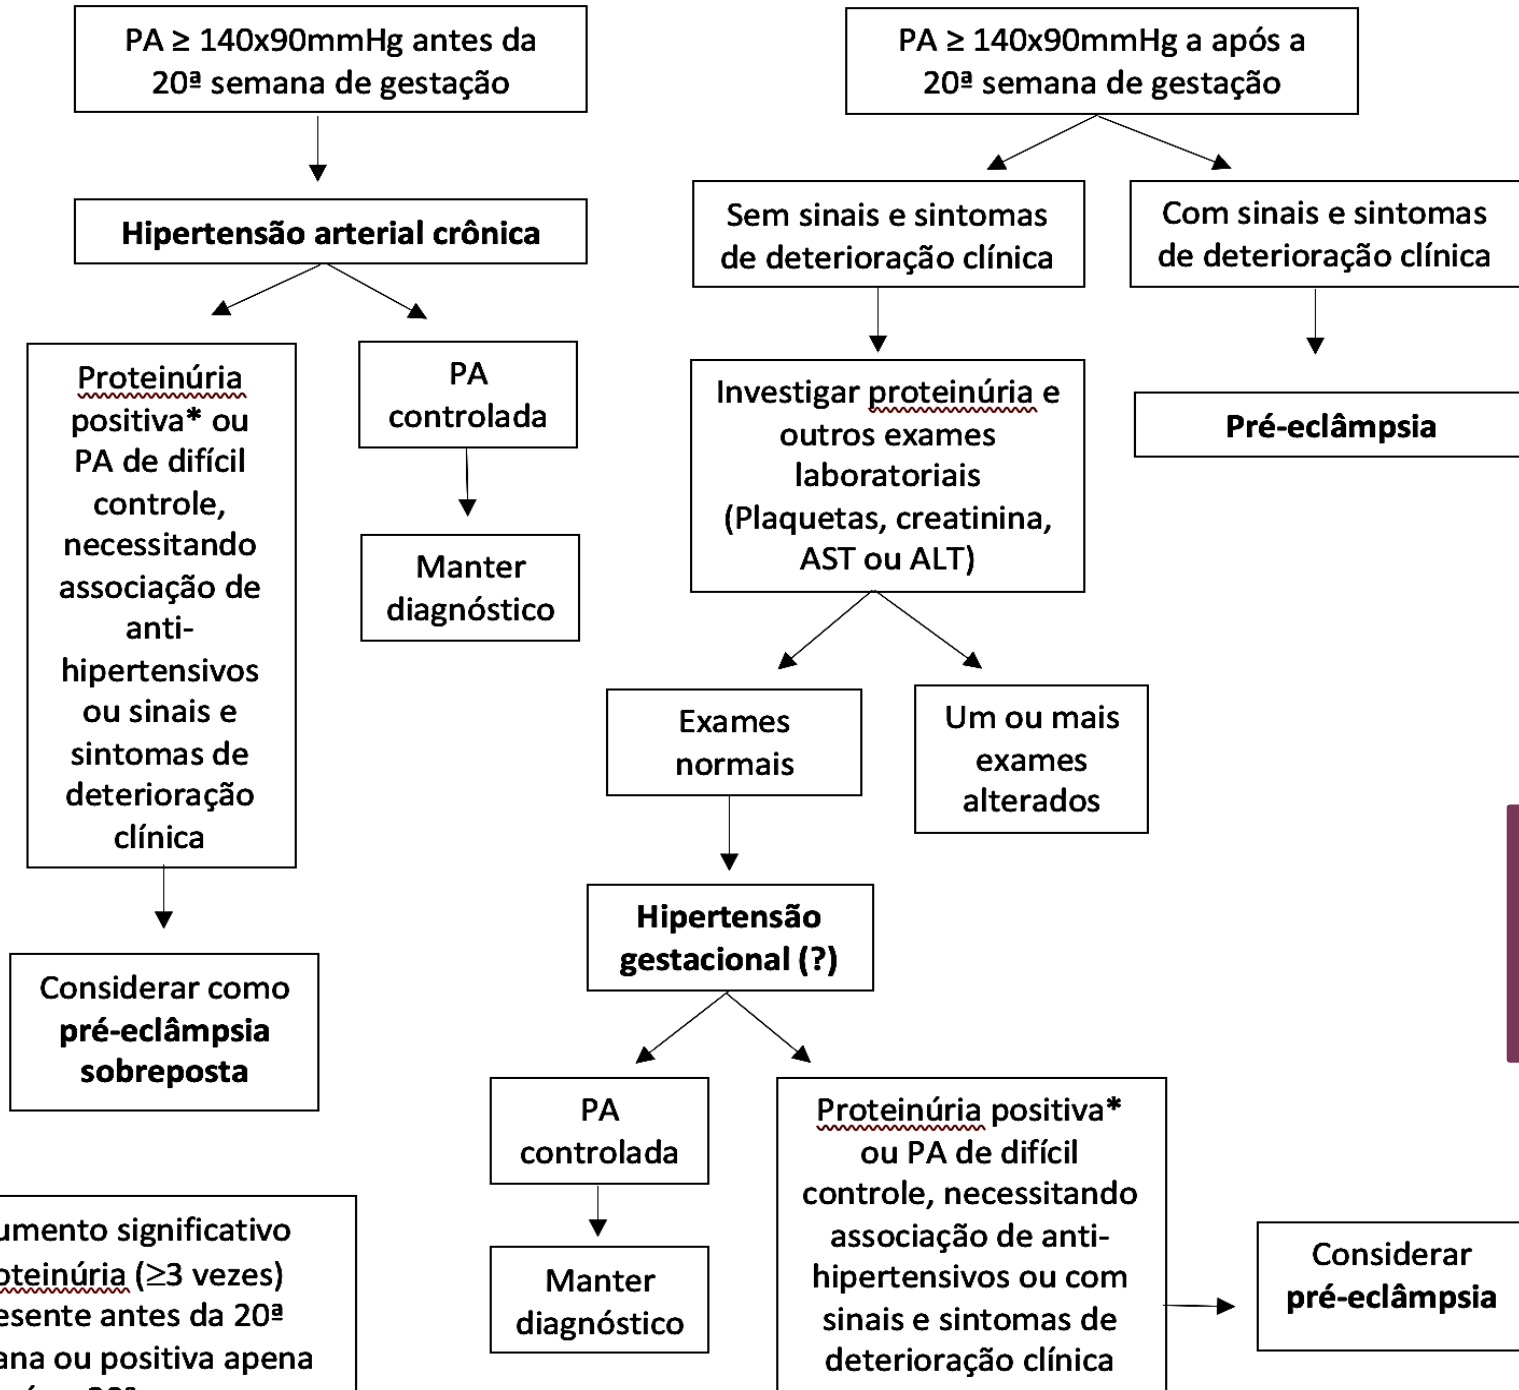 PA ≥ 140x90mmHg antes da
20ª semana de gestação
PA ≥ 140x90mmHg a após a
20ª semana de gestação
Hipertensão arterial crônica
Sem sinais e sintomas
de deterioração clínica
Com sinais e sintomas
de deterioração clínica
Proteinúria
positiva* ou
PA de difícil
controle,
necessitando
associação de
anti-
hipertensivos
ou sinais e
sintomas de
deterioração
clínica
PA
controlada
Manter
diagnóstico
Investigar proteinúria e
outros exames
laboratoriais
(Plaquetas, creatinina,
AST ou ALT)
Pré-eclâmpsia
Exames
normais
Um ou mais
exames
alterados
Hipertensão
gestacional (?)
Considerar como
pré-eclâmpsia
sobreposta
PA
controlada
Manter
diagnóstico
Proteinúria positiva*
ou PA de difícil
controle, necessitando
associação de anti-
hipertensivos ou com
sinais e sintomas de
deterioração clínica
Considerar
pré-eclâmpsia
umento significativo
oteinúria (≥3 vezes)
esente antes da 20ª
ana ou positiva apena